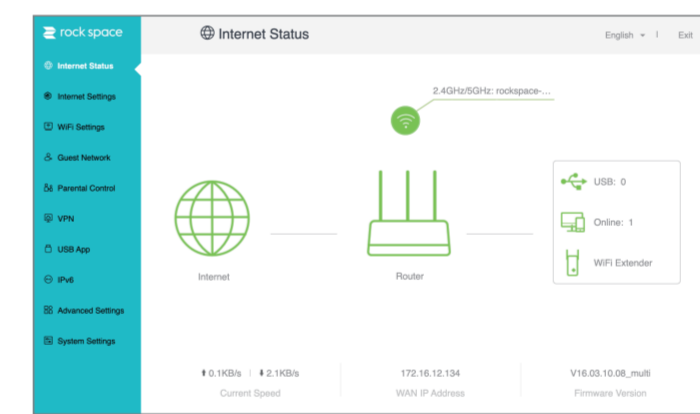 rock space
Internet Status
English
Exit
Internet Status
Internet Settings
WiFi Settings
Guest Network
Parental Control
VPN
USB App
IPv6
Advanced Settings
System Settings
2.4GHz/5GHz: rockspace-...
USB: 0
Online: 1
WiFi Extender
Internet
Router
0.1KB/s 2.1KB/s
Current Speed
172.16.12.134
WAN IP Address
V16.03.10.08_multi
Firmware Version